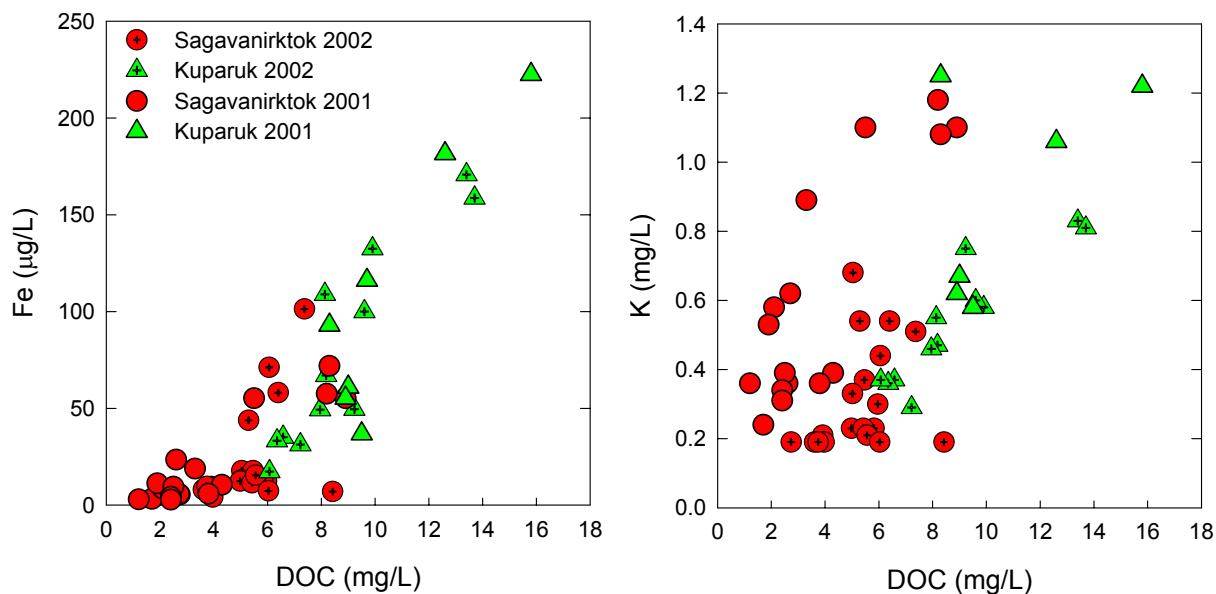 250
200
150
100
50
0
Fe (μg/L)
Sagavanirktok 2002
Kuparuk 2002
Sagavanirktok 2001
Kuparuk 2001
0 2 4 6 8 10 12 14 16 18
DOC (mg/L)
1.4
1.2
1.0
0.8
0.6
0.4
0.2
0.0
K (mg/L)
0 2 4 6 8 10 12 14 16 18
DOC (mg/L)